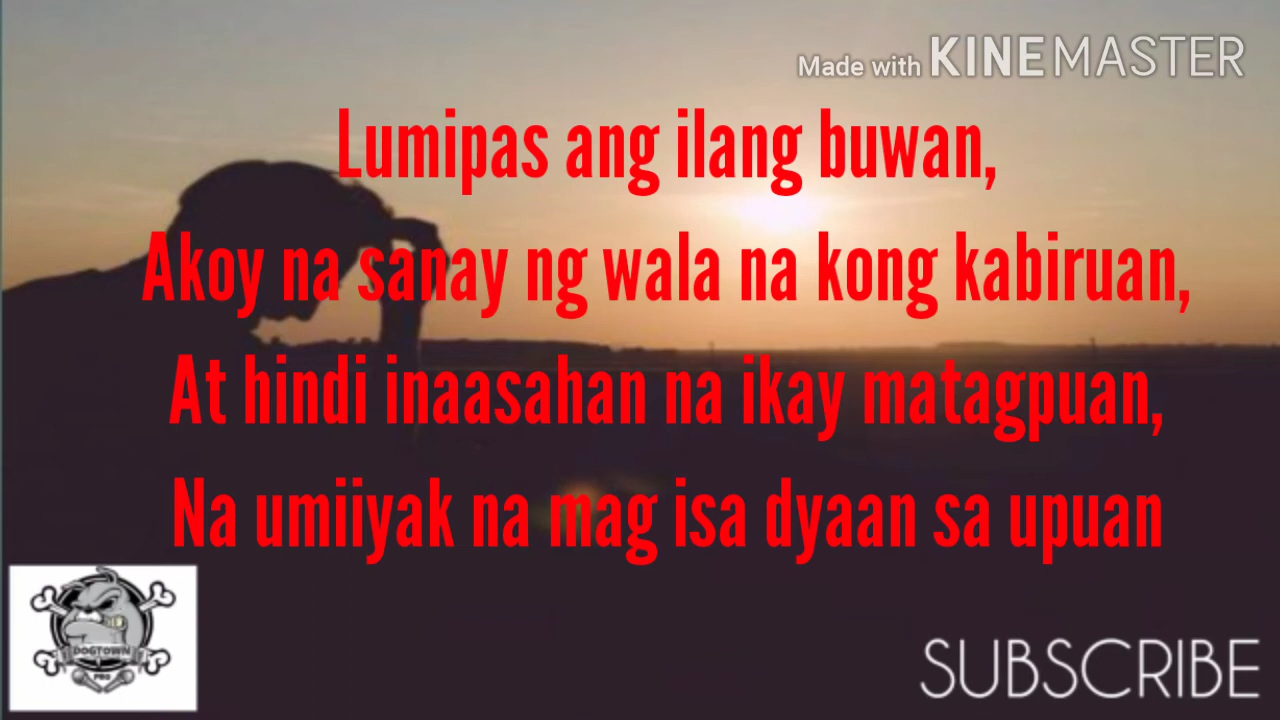 Made with KINEMASTER
Lumipas ang ilang buwan,
Akoy na sanay ng wala na kong kabiruan,
At hindi inaasahan na ikay matagpuan,
Na umiiyak na mag isa dyaan sa upuan
DOGTOWN
PRO
SUBSCRIBE